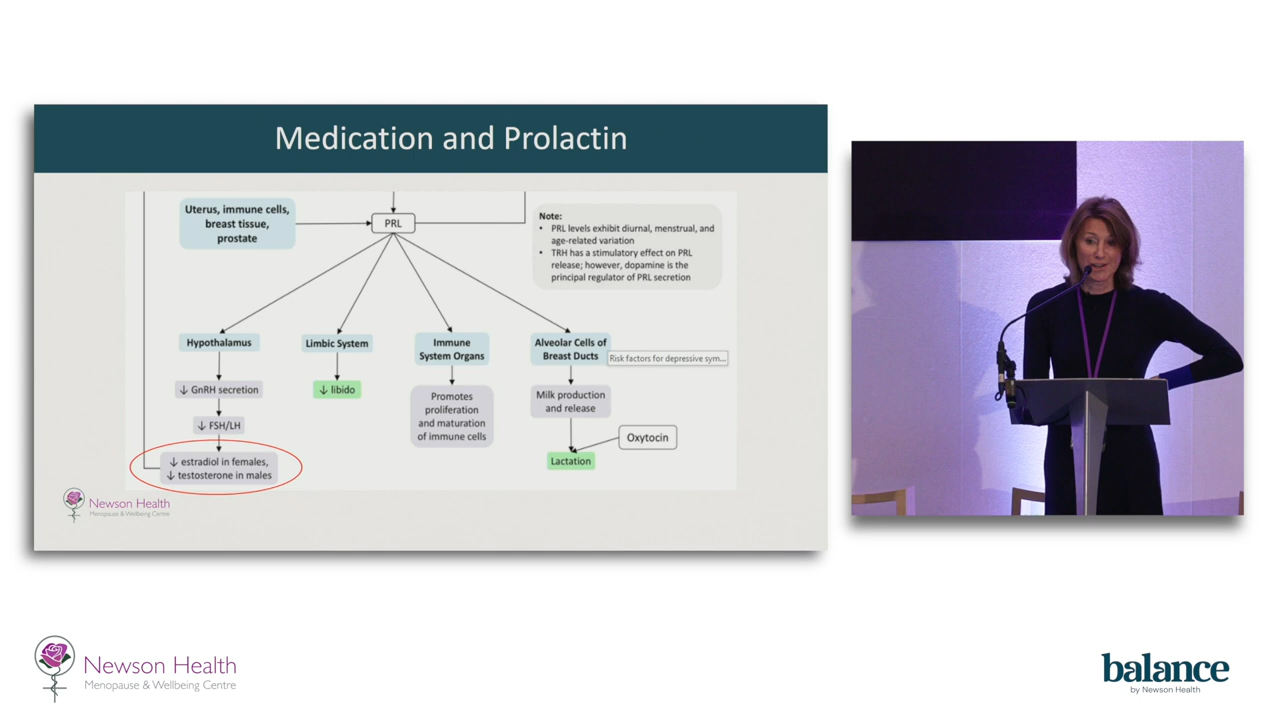 Medication and Prolactin
Uterus, immune cells,
breast tissue,
prostate
PRL
Note:
• PRL levels exhibit diurnal, menstrual, and
age-related variation
• TRH has a stimulatory effect on PRL
release; however, dopamine is the
principal regulator of PRL secretion
Hypothalamus
Limbic System
Immune
System Organs
Alveolar Cells of
Breast Ducts
Risk factors for depressive sym...
↓ GnRH secretion
↓ libido
Promotes
proliferation
and maturation
of immune cells
Milk production
and release
↓ FSH/LH
Oxytocin
↓ estradiol in females,
↓ testosterone in males
Lactation
Newson Health
Menopause & Wellbeing Centre
Newson Health
Menopause & Wellbeing Centre
balance
by Newson Health